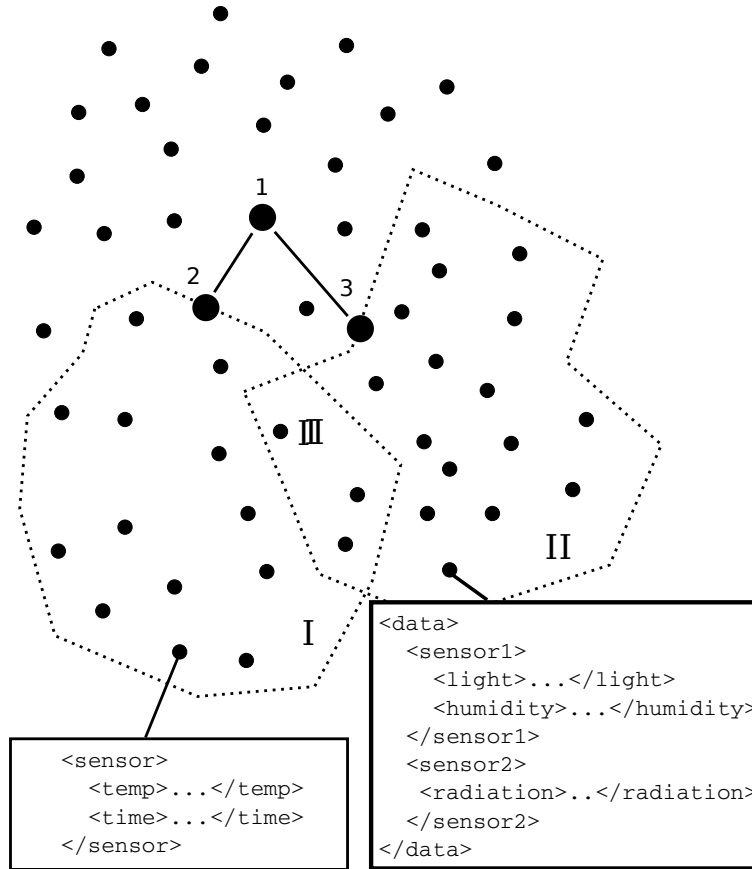 1
2
3
III
II
I
<data>
  <sensor1>
    <light>...</light>
    <humidity>...</humidity>
  </sensor1>
  <sensor2>
   <radiation>..</radiation>
  </sensor2>
</data>
<sensor>
  <temp>...</temp>
  <time>...</time>
</sensor>